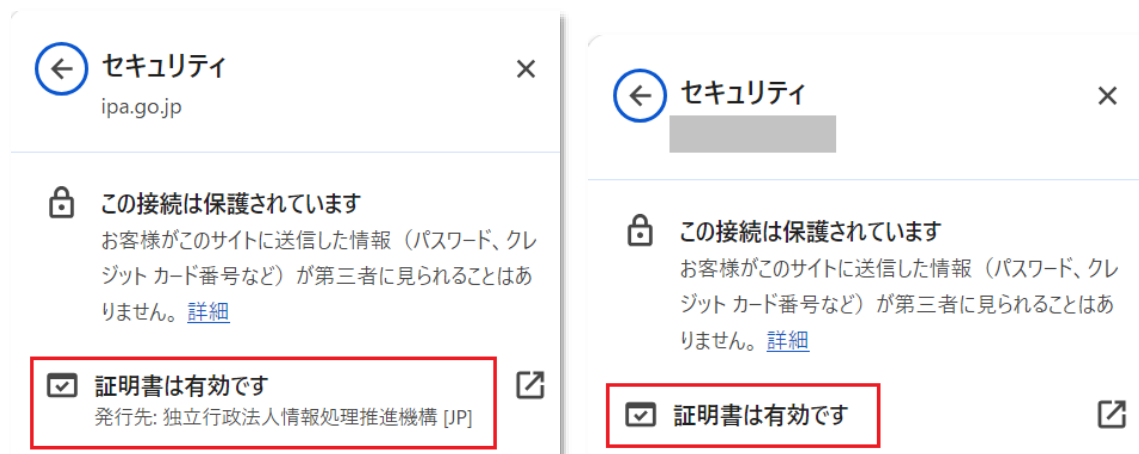 セキュリティ
ipa.go.jp
この接続は保護されています
お客様がこのサイトに送信した情報（パスワード、クレ
ジット カード番号など）が第三者に見られることはあ
りません。 詳細
証明書は有効です
発行先: 独立行政法人情報処理推進機構 [JP]
セキュリティ
この接続は保護されています
お客様がこのサイトに送信した情報（パスワード、クレ
ジット カード番号など）が第三者に見られることはあ
りません。 詳細
証明書は有効です